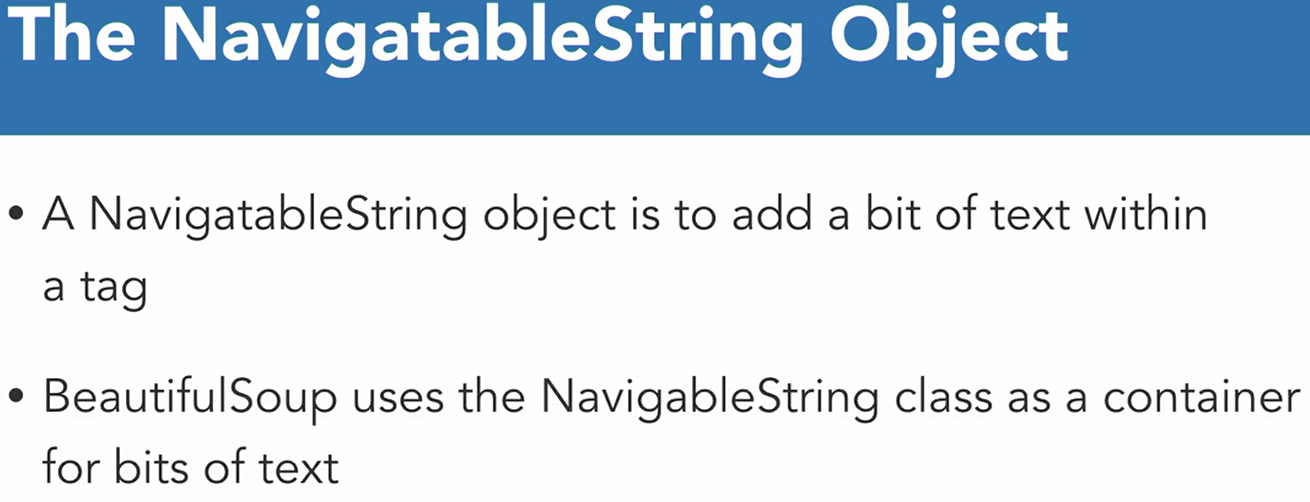 The NavigatableString Object
• A NavigatableString object is to add a bit of text within
a tag
• BeautifulSoup uses the NavigableString class as a container
for bits of text